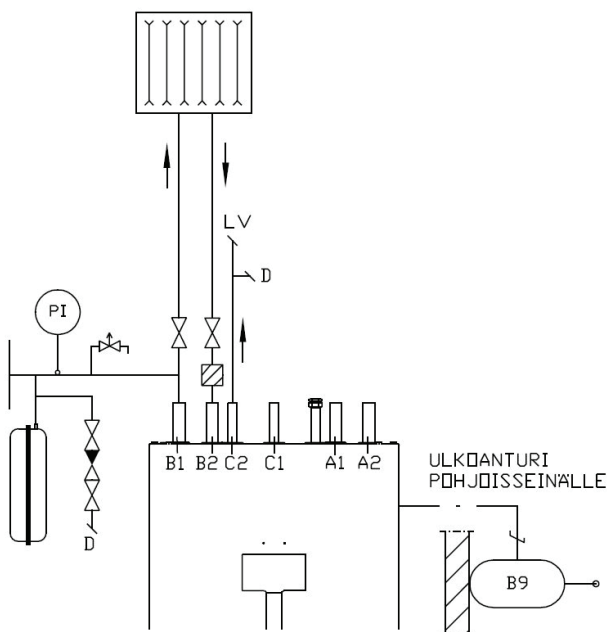 LV
D
PI
B1 B2 C2 C1 A1 A2
ULKOANTURI
POHJOISSEINÄLLE
D
B9